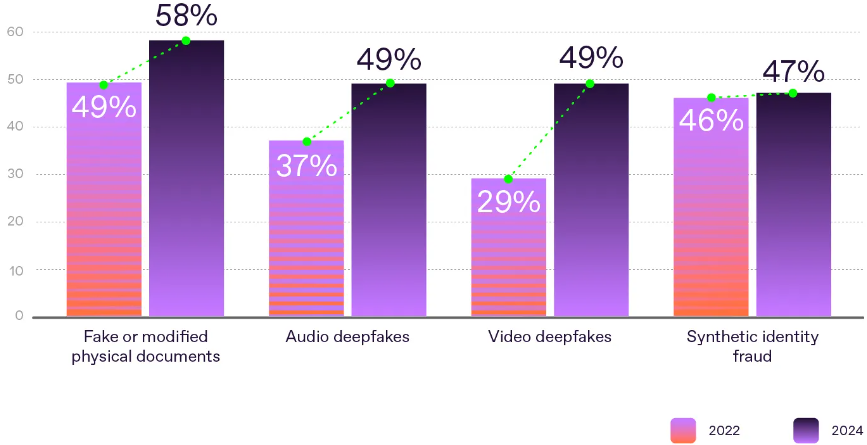 58%
60
50
49%
49%
49%
47%
46%
40
37%
30
29%
20
10
0
Fake or modified
physical documents
Audio deepfakes
Video deepfakes
Synthetic identity
fraud
2022
2024